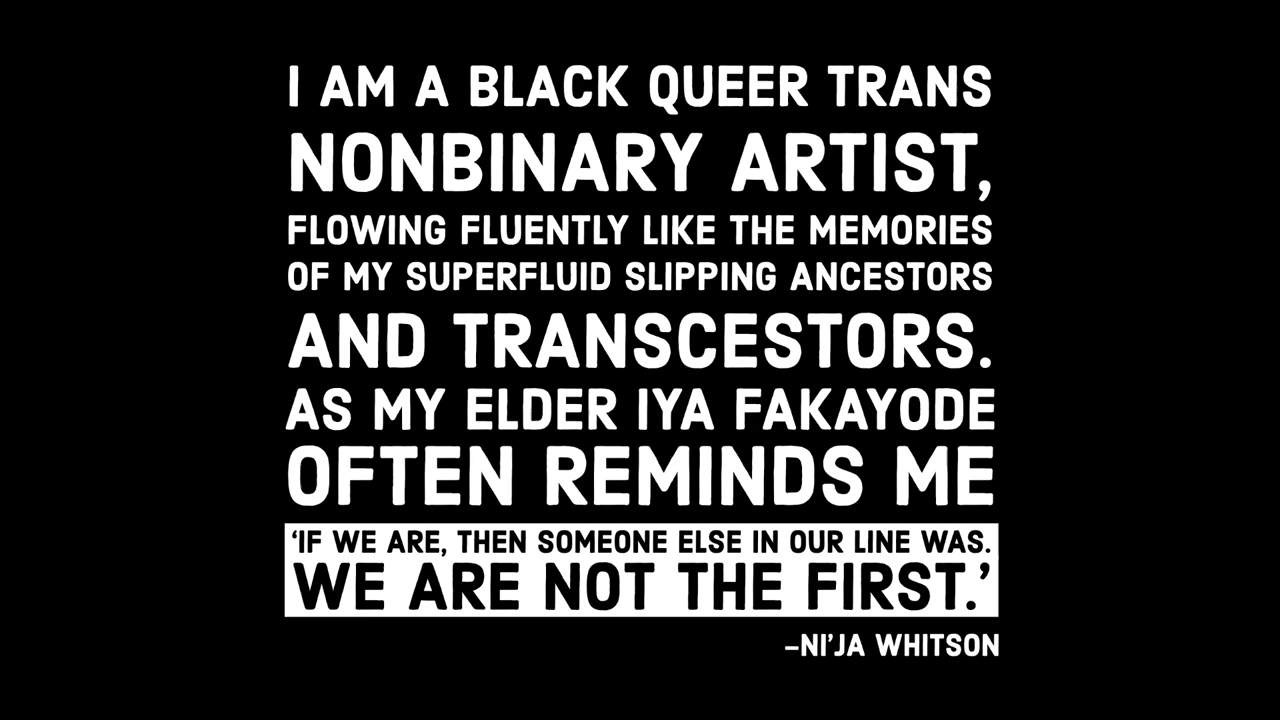 I AM A BLACK QUEER TRANS
NONBINARY ARTIST,
FLOWING FLUENTLY LIKE THE MEMORIES
OF MY SUPERFLUID SLIPPING ANCESTORS
AND TRANSCESTORS.
AS MY ELDER IYA FAKAYODE
OFTEN REMINDS ME
‘IF WE ARE, THEN SOMEONE ELSE IN OUR LINE WAS.
WE ARE NOT THE FIRST.’
–NI’JA WHITSON